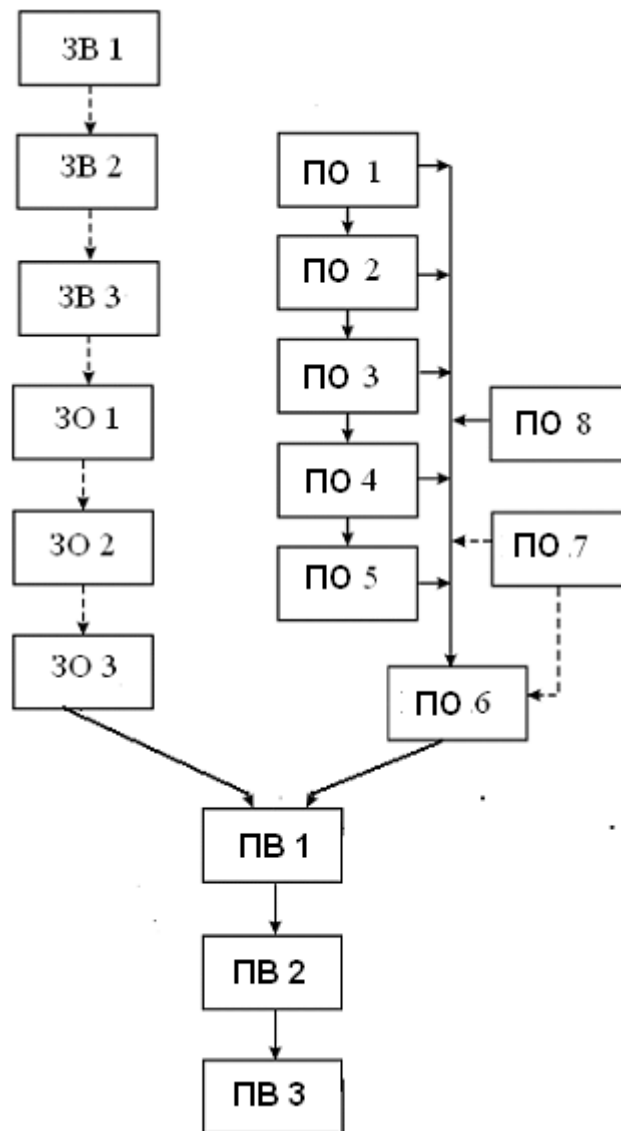 ЗВ 1
ЗВ 2
ЗВ 3
ЗО 1
ЗО 2
ЗО 3
ПО 1
ПО 2
ПО 3
ПО 4
ПО 5
ПО 8
ПО .7
ПО .6
ПВ 1
ПВ 2
ПВ 3